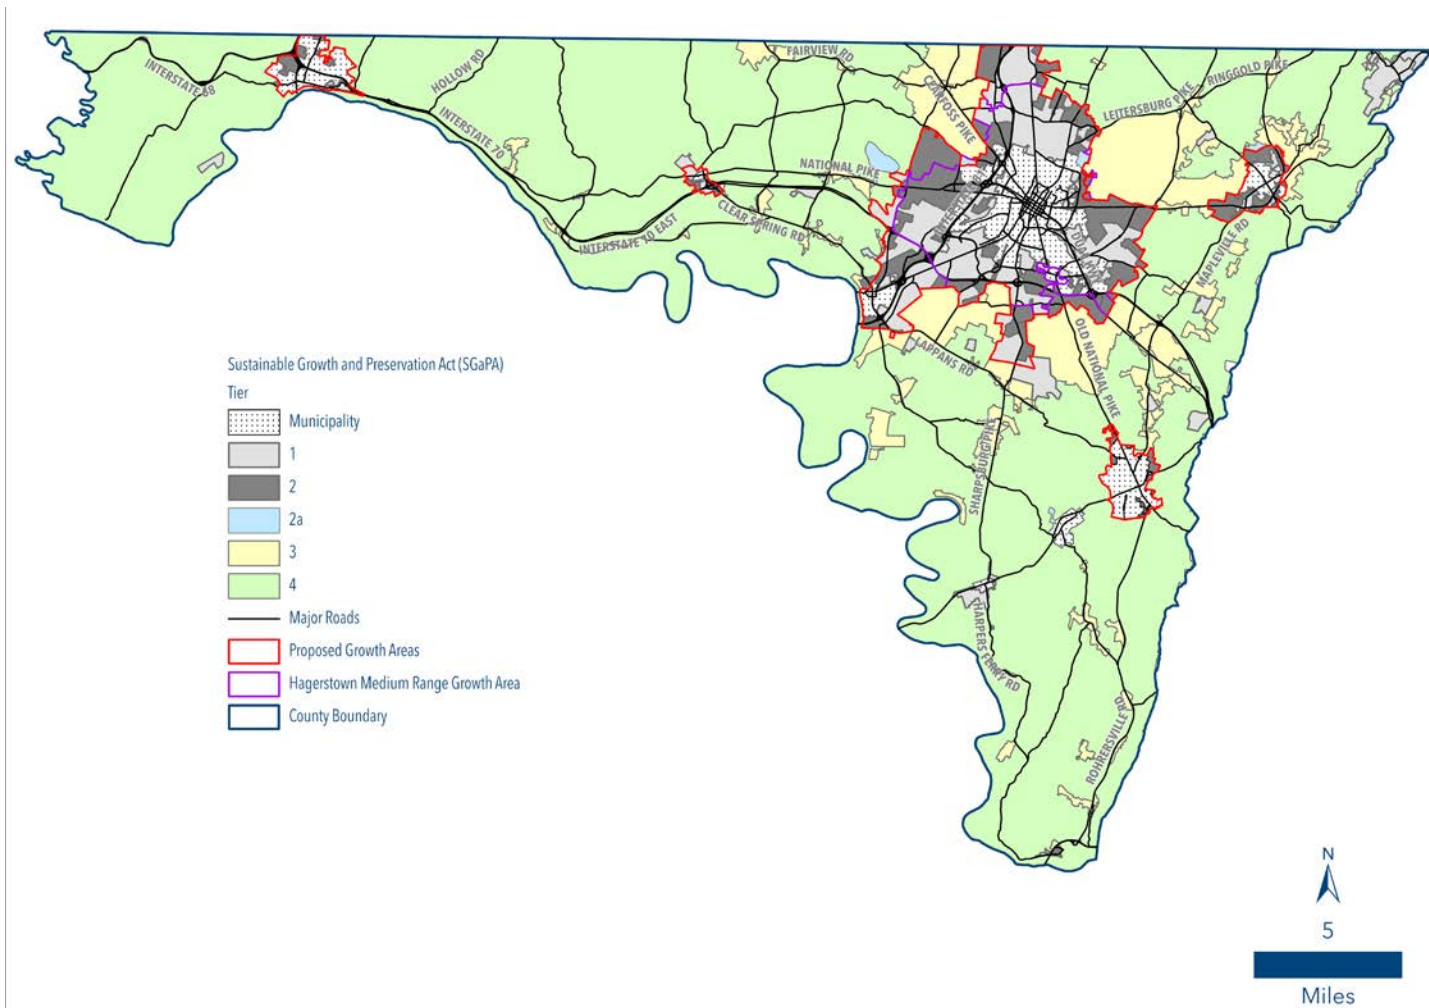 INTERSTATE 68
HOLLOW RD
INTERSTATE 70
FAIRVIEW RD
CEARFOSS PIKE
LEITERSBURG PIKE
RINGGOLD PIKE
NATIONAL PIKE
CLEAR SPRING RD
INTERSTATE 70 EAST
MAPLEVILLE RD
LAPPANS RD
OLD NATIONAL PIKE
SHARPSBURG PIKE
HARPERS FERRY RD
ROHRERSVILLE RD
Sustainable Growth and Preservation Act (SGaPA)
Tier
Municipality
1
2
2a
3
4
Major Roads
Proposed Growth Areas
Hagerstown Medium Range Growth Area
County Boundary
N
5
Miles